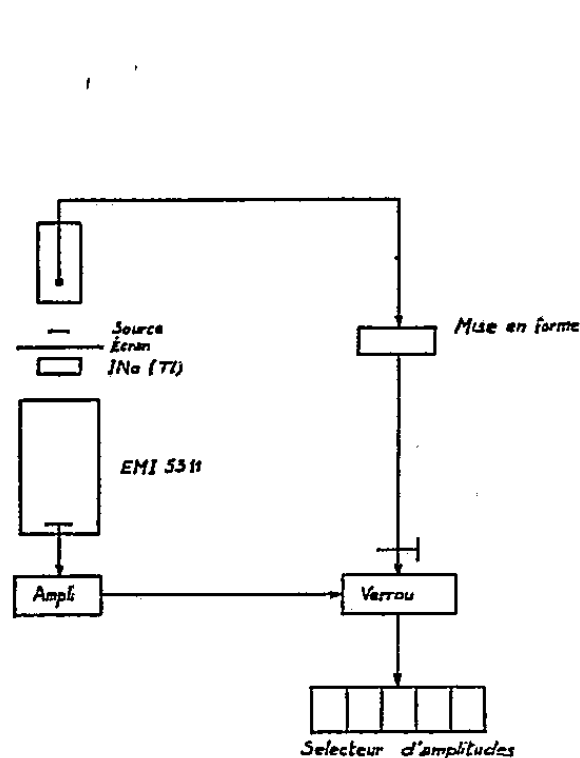 Source
Écran
INa (Tl)
Mise en forme
EMI 5311
Ampli
Verrou
Selecteur d'amplitudes